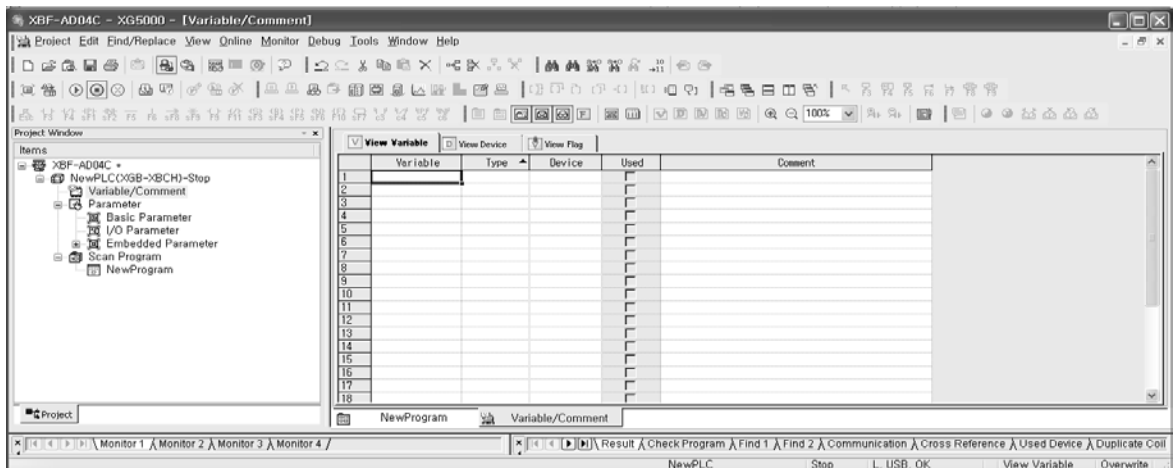 XBF-AD04C - XG5000 - [Variable/Comment]
Project Edit Find/Replace View Online Monitor Debug Tools Window Help
100%
Project Window
Items
XBF-AD04C *
NewPLC(XGB-XBCH)-Stop
Variable/Comment
Parameter
Basic Parameter
I/O Parameter
Embedded Parameter
Scan Program
NewProgram
Project
V View Variable D View Device View Flag
Variable Type Device Used Comment
1
2
3
4
5
6
7
8
9
10
11
12
13
14
15
16
17
18
NewProgram Variable/Comment
Monitor 1 Monitor 2 Monitor 3 Monitor 4
Result Check Program Find 1 Find 2 Communication Cross Reference Used Device Duplicate Coil
NewPLC Stop L, USB, OK View Variable Overwrite